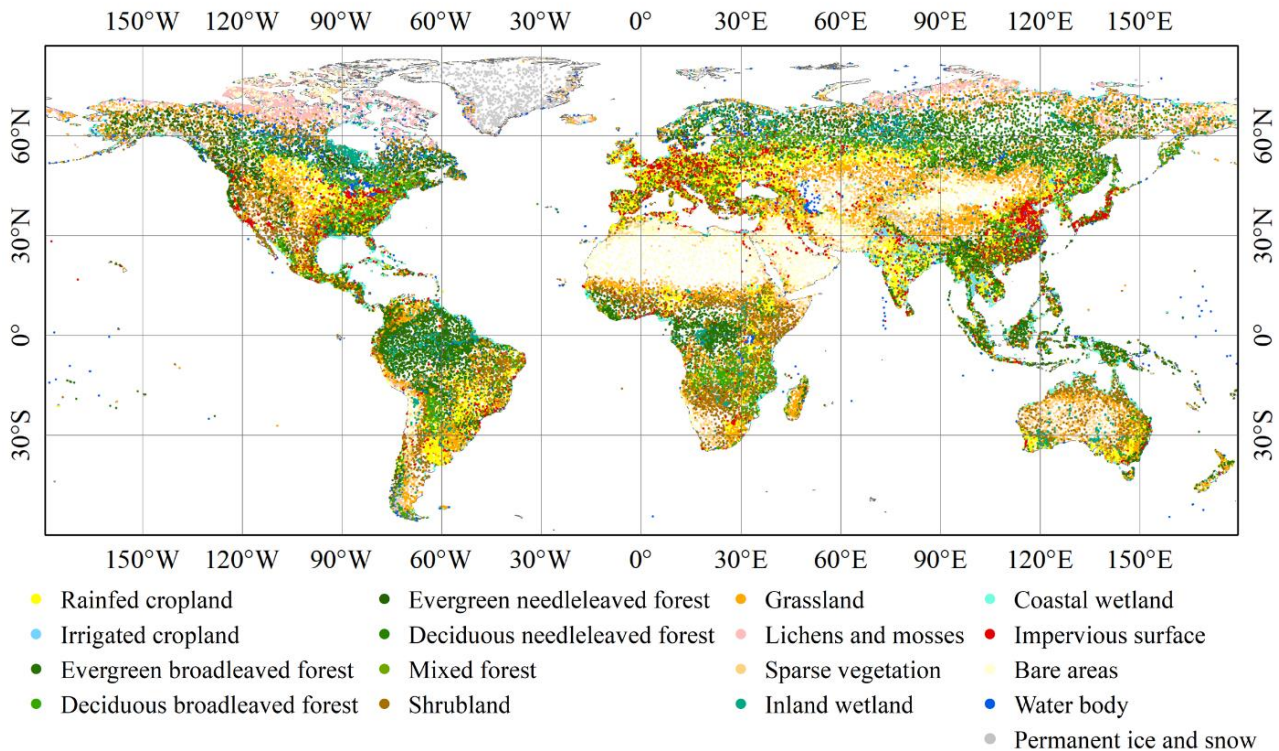 150°W 120°W 90°W 60°W 30°W 0° 30°E 60°E 90°E 120°E 150°E
60°N 60°N
30°N 30°N
0° 0°
30°S 30°S
150°W 120°W 90°W 60°W 30°W 0° 30°E 60°E 90°E 120°E 150°E
Rainfed cropland Evergreen needleleaved forest Grassland Coastal wetland
Irrigated cropland Deciduous needleleaved forest Lichens and mosses Impervious surface
Evergreen broadleaved forest Mixed forest Sparse vegetation Bare areas
Deciduous broadleaved forest Shrubland Inland wetland Water body
Permanent ice and snow